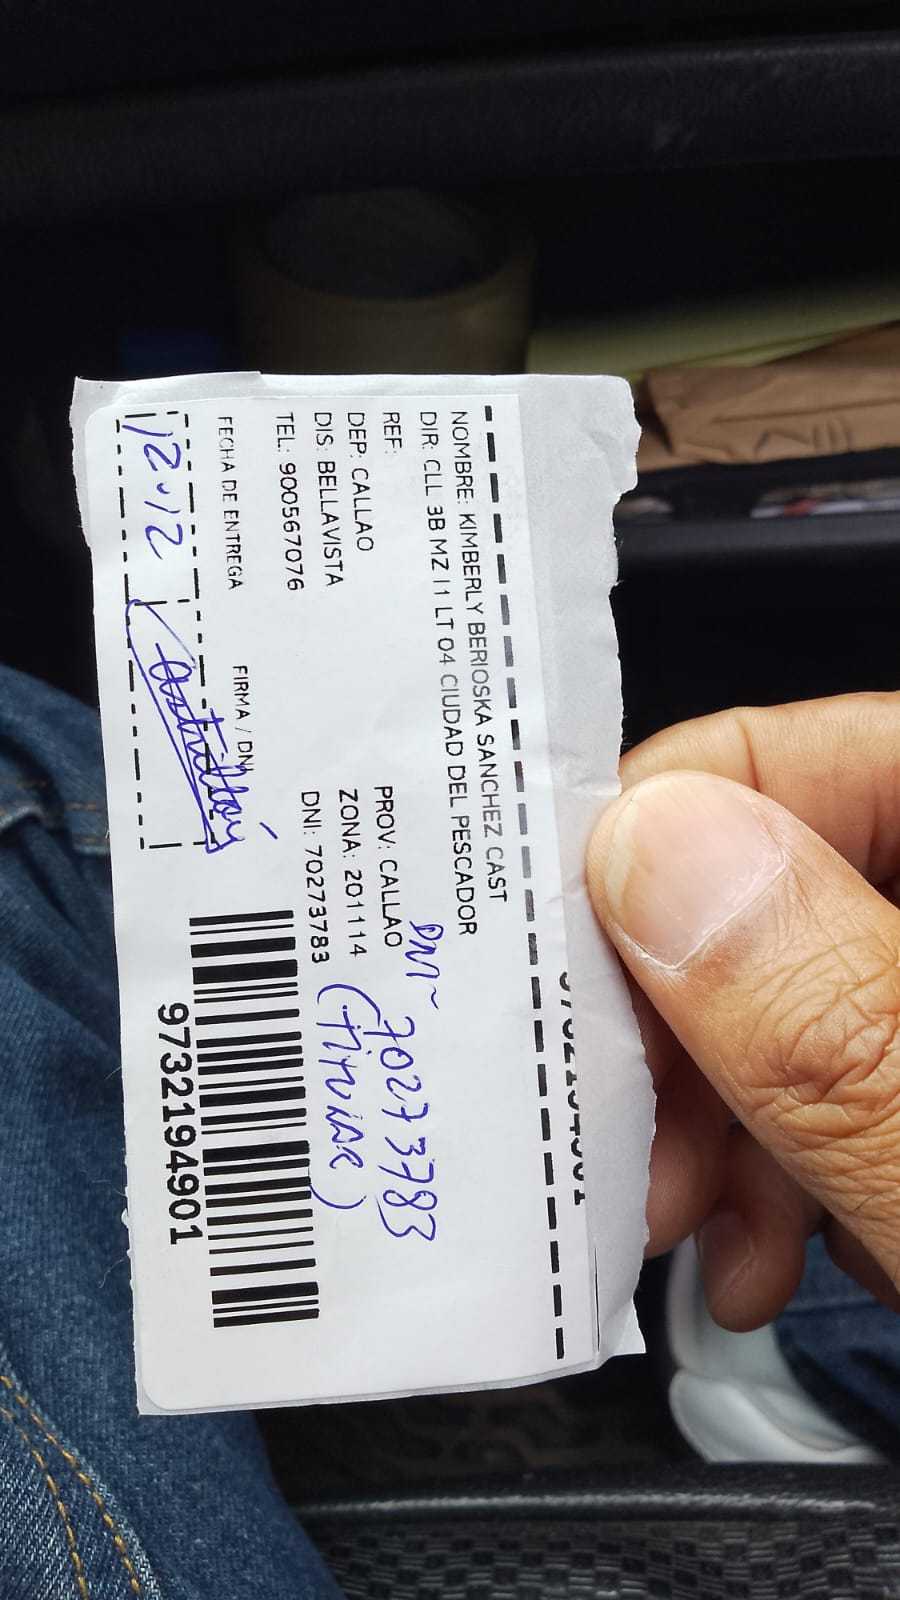 NOMBRE: KIMBERLY BERIOSKA SANCHEZ CAST
DIR: CLL 3B MZ I1 LT 04 CIUDAD DEL PESCADOR
REF:
DNI~ 70273783
DEP: CALLAO PROV: CALLAO
DIS: BELLAVISTA ZONA: 201114
(Titular)
TEL: 900567076 DNI: 70273783
FECHA DE ENTREGA FIRMA / DNI
12.12
9732194901